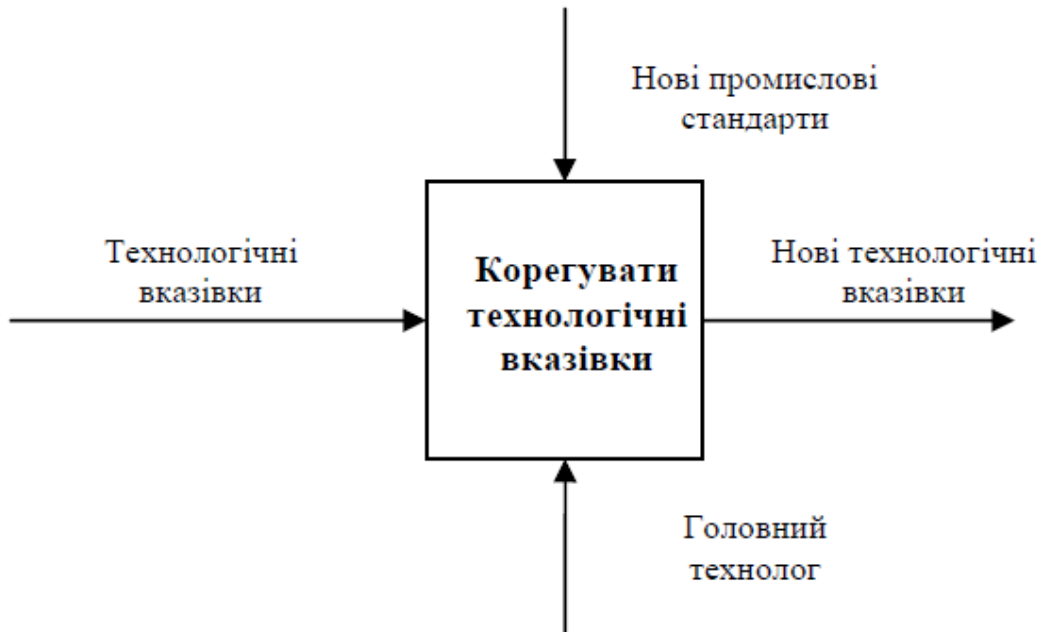 Нові промислові
стандарти
Технологічні
вказівки
Корегувати
технологічні
вказівки
Нові технологічні
вказівки
Головний
технолог